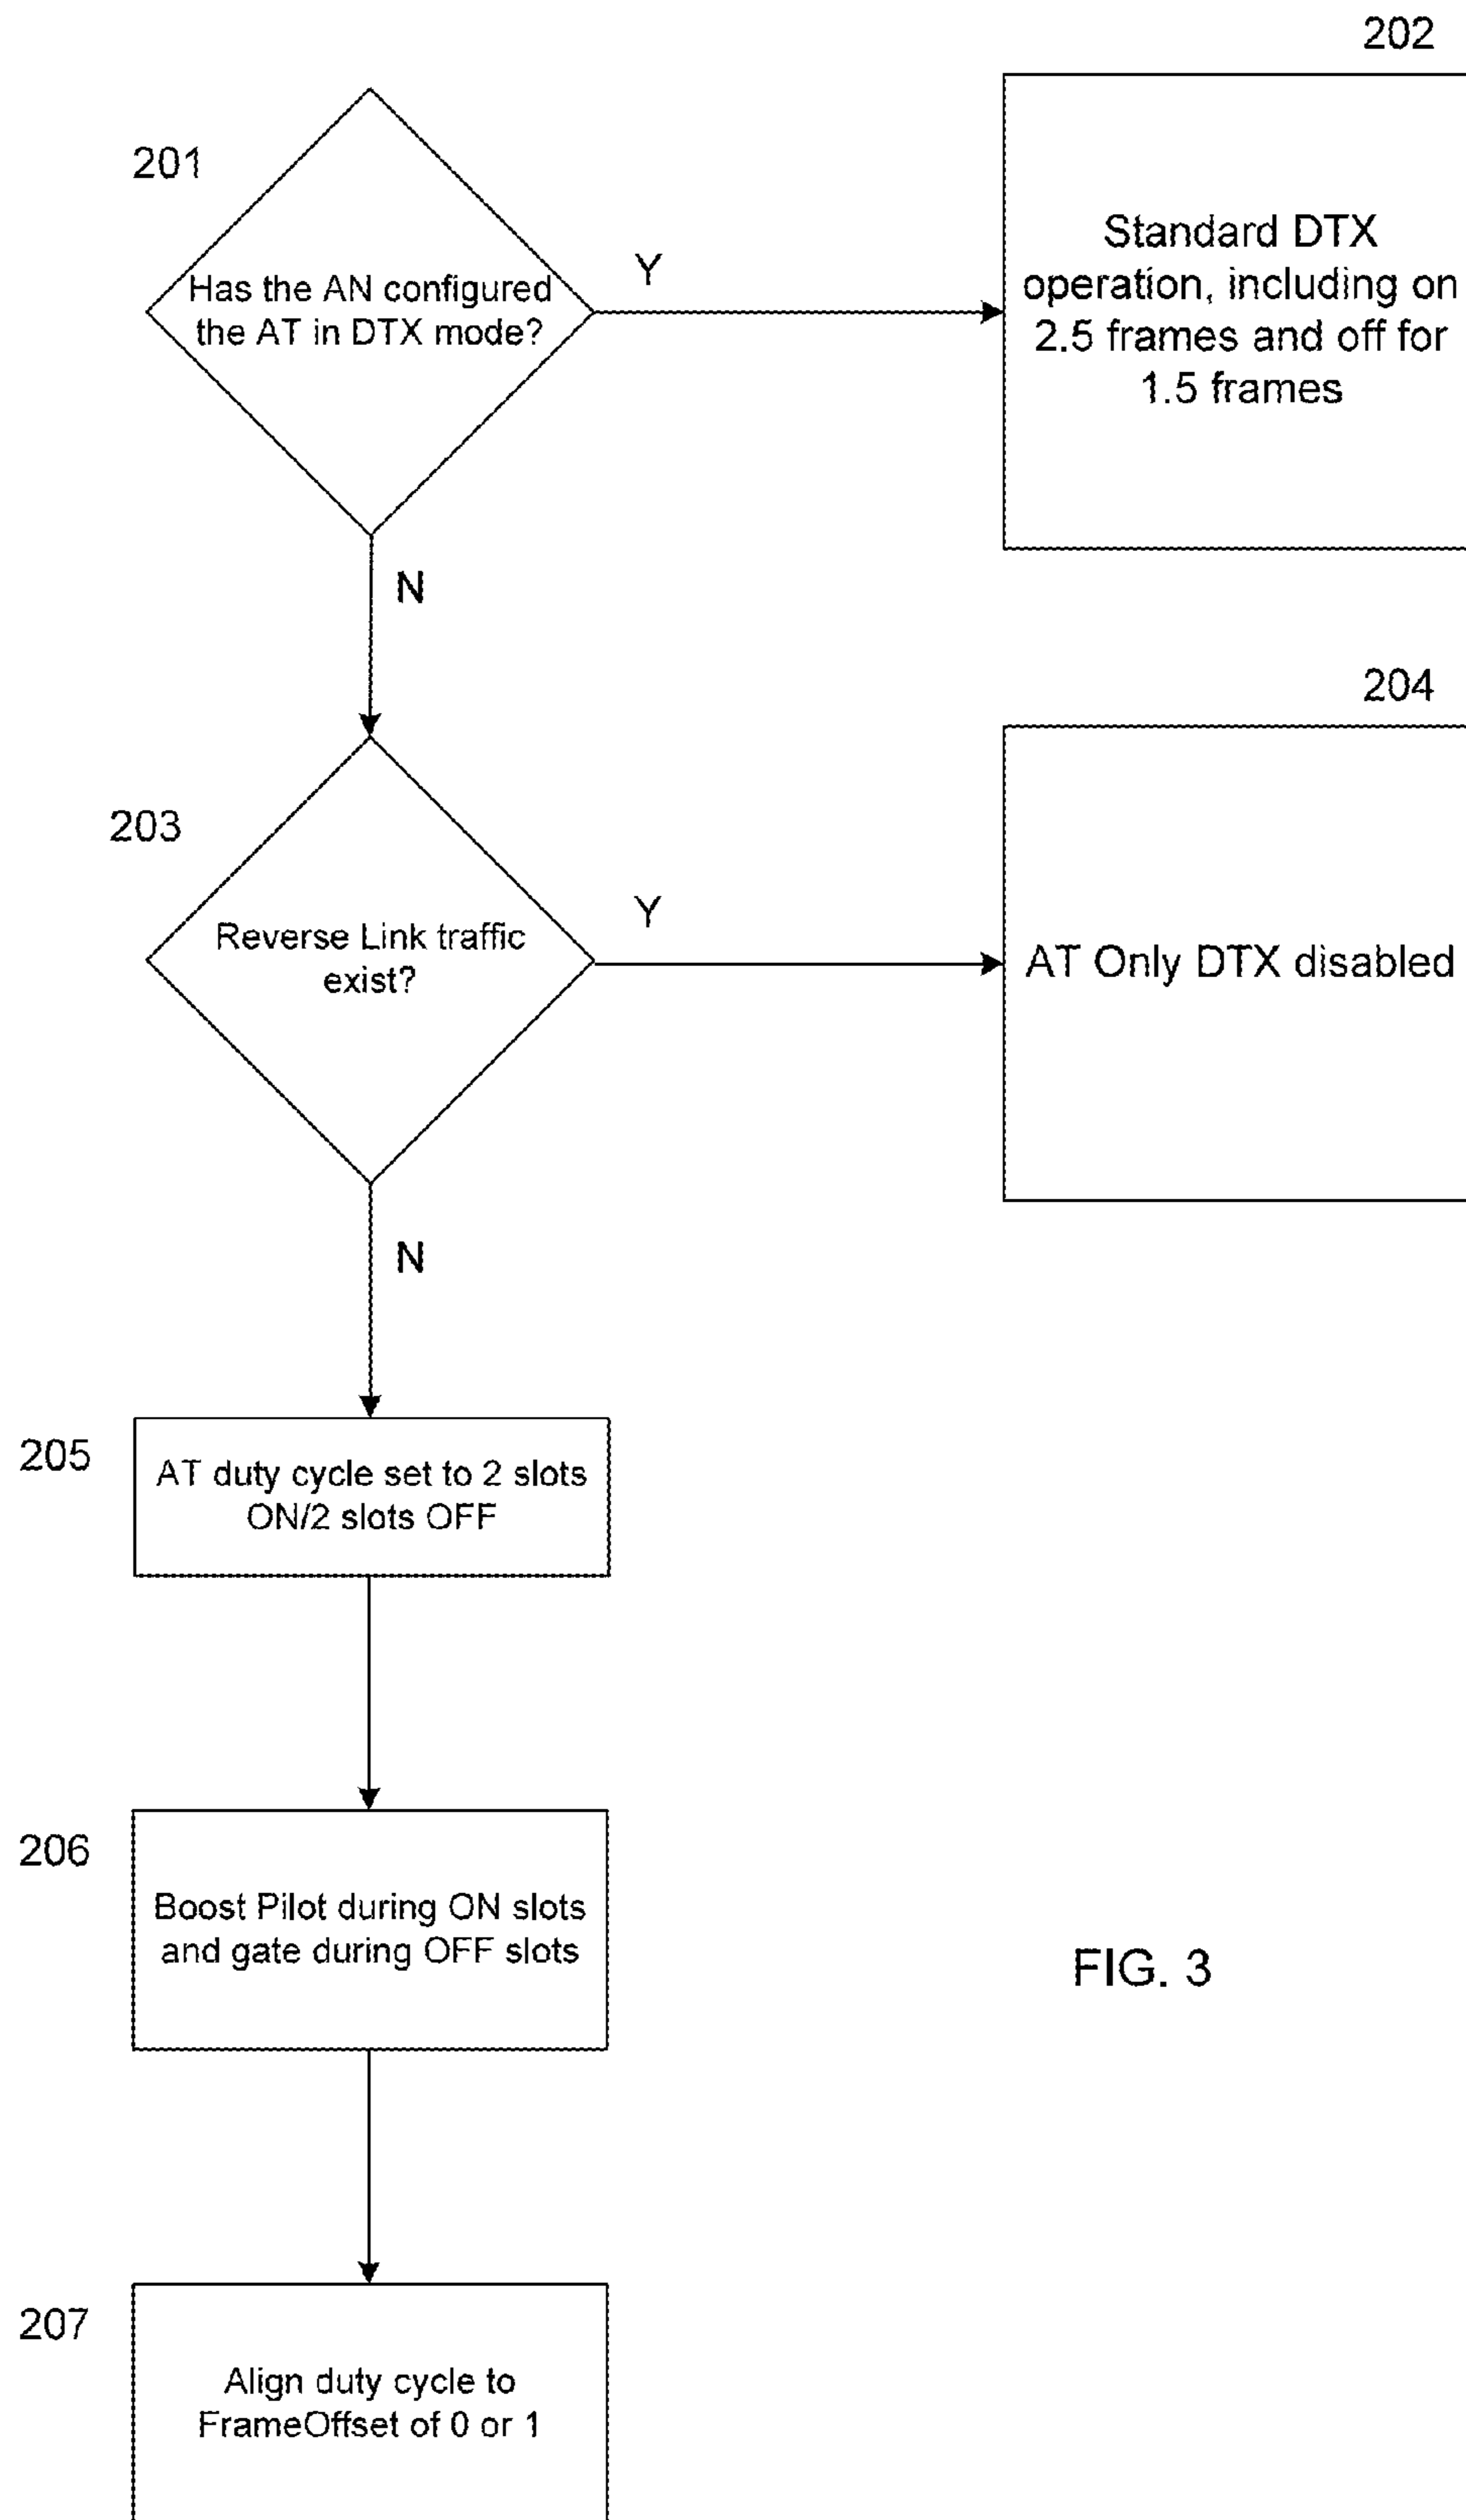 202
201
Has the AN configured
the AT in DTX mode?
Y
Standard DTX
operation, including on
2.5 frames and off for
1.5 frames
N
204
203
Reverse Link traffic
exist?
Y
AT Only DTX disabled
N
205
AT duty cycle set to 2 slots
ON/2 slots OFF
206
Boost Pilot during ON slots
and gate during OFF slots
FIG. 3
207
Align duty cycle to
FrameOffset of 0 or 1